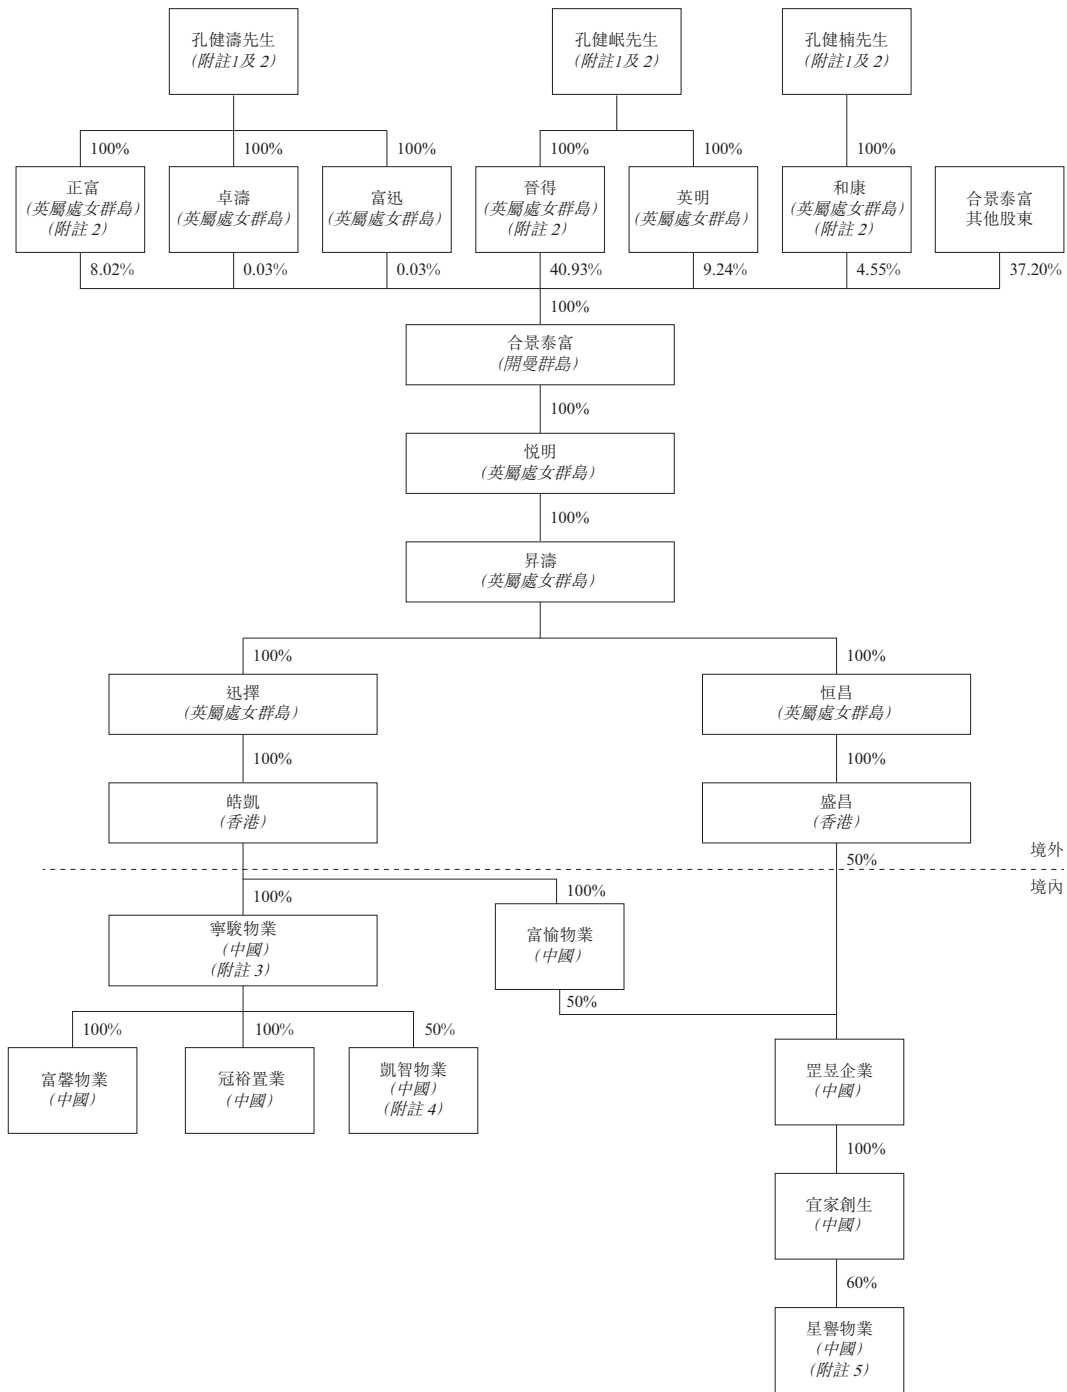 孔健濤先生
(附註1及 2)
孔健岷先生
(附註1及 2)
孔健楠先生
(附註1及 2)
100%
100%
100%
100%
100%
100%
正富
(英屬處女群島)
(附註 2)
卓濤
(英屬處女群島)
富迅
(英屬處女群島)
晉得
(英屬處女群島)
(附註 2)
英明
(英屬處女群島)
和康
(英屬處女群島)
(附註 2)
合景泰富
其他股東
8.02%
0.03%
0.03%
40.93%
9.24%
4.55%
37.20%
100%
合景泰富
(開曼群島)
100%
悦明
(英屬處女群島)
100%
昇濤
(英屬處女群島)
100%
100%
迅擇
(英屬處女群島)
恒昌
(英屬處女群島)
100%
100%
皓凱
(香港)
盛昌
(香港)
50%
境外
境內
100%
100%
寧駿物業
(中國)
(附註 3)
富愉物業
(中國)
50%
100%
100%
50%
富馨物業
(中國)
冠裕置業
(中國)
凱智物業
(中國)
(附註 4)
罡昱企業
(中國)
100%
宜家創生
(中國)
60%
星譽物業
(中國)
(附註 5)